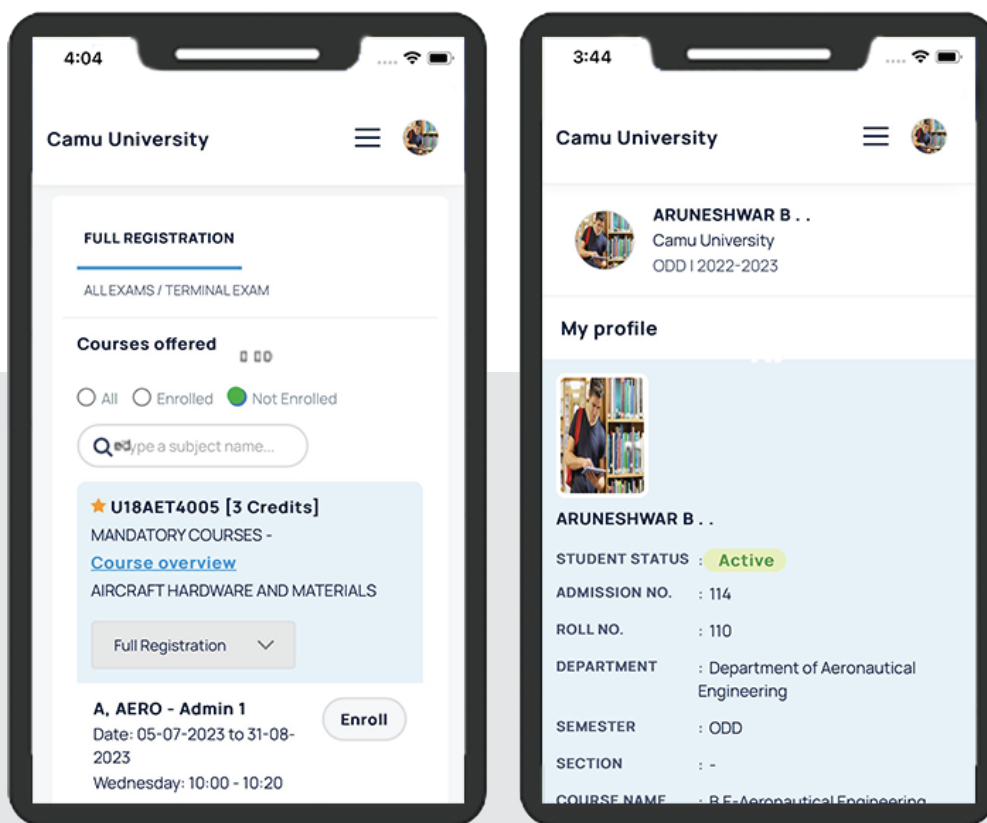 4:04
Camu University
FULL REGISTRATION
ALL EXAMS / TERMINAL EXAM
Courses offered
All Enrolled Not Enrolled
ype a subject name...
U18AET4005 [3 Credits]
MANDATORY COURSES -
Course overview
AIRCRAFT HARDWARE AND MATERIALS
Full Registration
A, AERO - Admin 1
Enroll
Date: 05-07-2023 to 31-08-
2023
Wednesday: 10:00 - 10:20
3:44
Camu University
ARUNESHWAR B . .
Camu University
ODD | 2022-2023
My profile
ARUNESHWAR B . .
STUDENT STATUS : Active
ADMISSION NO. : 114
ROLL NO. : 110
DEPARTMENT : Department of Aeronautical
Engineering
SEMESTER : ODD
SECTION : -
COURSE NAME : B.E-Aeronautical Engineering